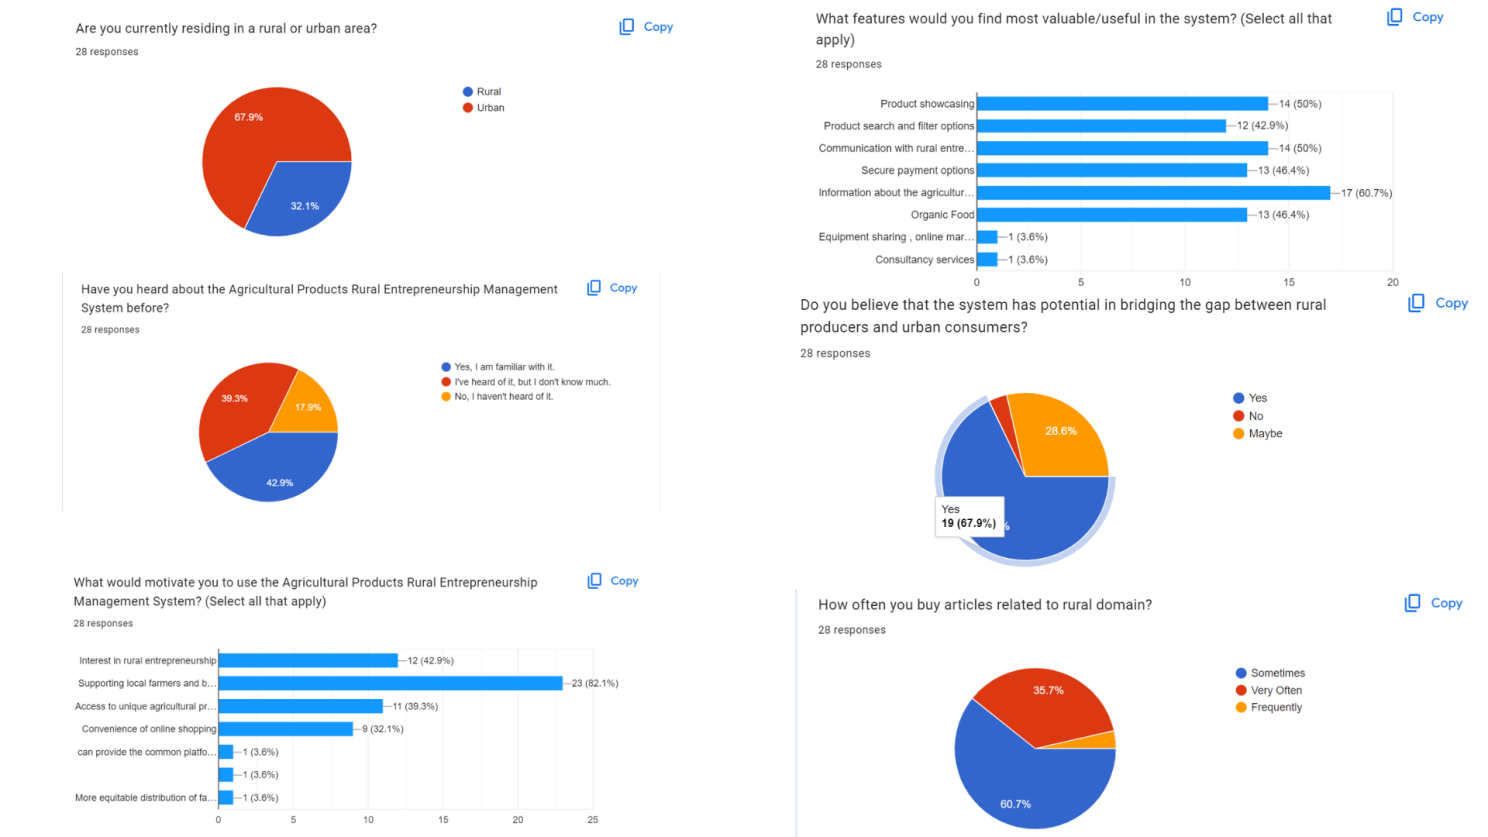 Are you currently residing in a rural or urban area?
Copy
28 responses
Rural
Urban
67.9%
32.1%
Have you heard about the Agricultural Products Rural Entrepreneurship Management
System before?
Copy
28 responses
Yes, I am familiar with it.
I've heard of it, but I don't know much.
No, I haven't heard of it.
39.3%
17.9%
42.9%
What would motivate you to use the Agricultural Products Rural Entrepreneurship
Management System? (Select all that apply)
Copy
28 responses
Interest in rural entrepreneurship 12 (42.9%)
Supporting local farmers and b... 23 (82.1%)
Access to unique agricultural pr... 11 (39.3%)
Convenience of online shopping 9 (32.1%)
can provide the common platfo... 1 (3.6%)
1 (3.6%)
More equitable distribution of fa... 1 (3.6%)
0 5 10 15 20 25
What features would you find most valuable/useful in the system? (Select all that
apply)
Copy
28 responses
Product showcasing 14 (50%)
Product search and filter options 12 (42.9%)
Communication with rural entre... 14 (50%)
Secure payment options 13 (46.4%)
Information about the agricultur... 17 (60.7%)
Organic Food 13 (46.4%)
Equipment sharing , online mar... 1 (3.6%)
Consultancy services 1 (3.6%)
0 5 10 15 20
Do you believe that the system has potential in bridging the gap between rural
producers and urban consumers?
Copy
28 responses
Yes
No
Maybe
28.6%
Yes
19 (67.9%)
%
How often you buy articles related to rural domain?
Copy
28 responses
Sometimes
Very Often
Frequently
35.7%
60.7%